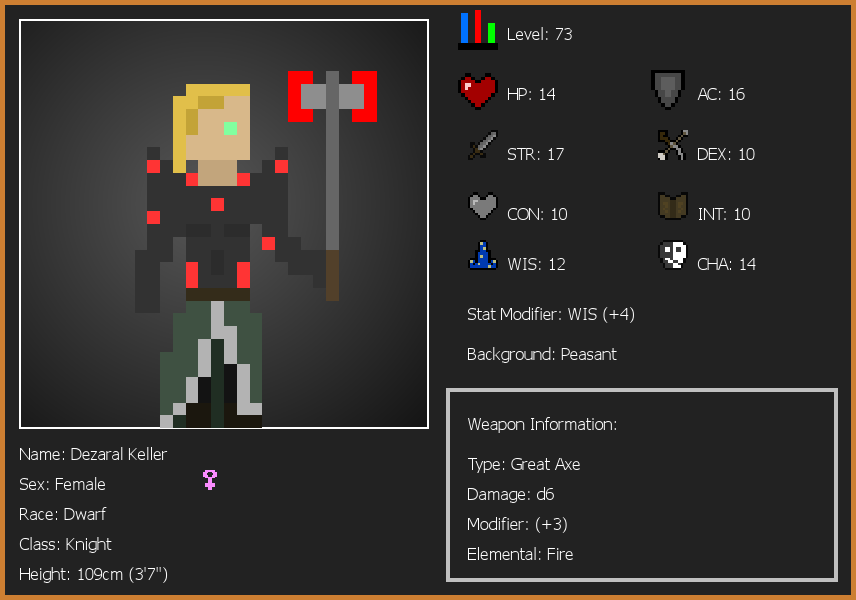 Level: 73
HP: 14
AC: 16
STR: 17
DEX: 10
CON: 10
INT: 10
WIS: 12
CHA: 14
Stat Modifier: WIS (+4)
Background: Peasant
Weapon Information:
Type: Great Axe
Damage: d6
Modifier: (+3)
Elemental: Fire
Name: Dezaral Keller
Sex: Female
Race: Dwarf
Class: Knight
Height: 109cm (3'7")